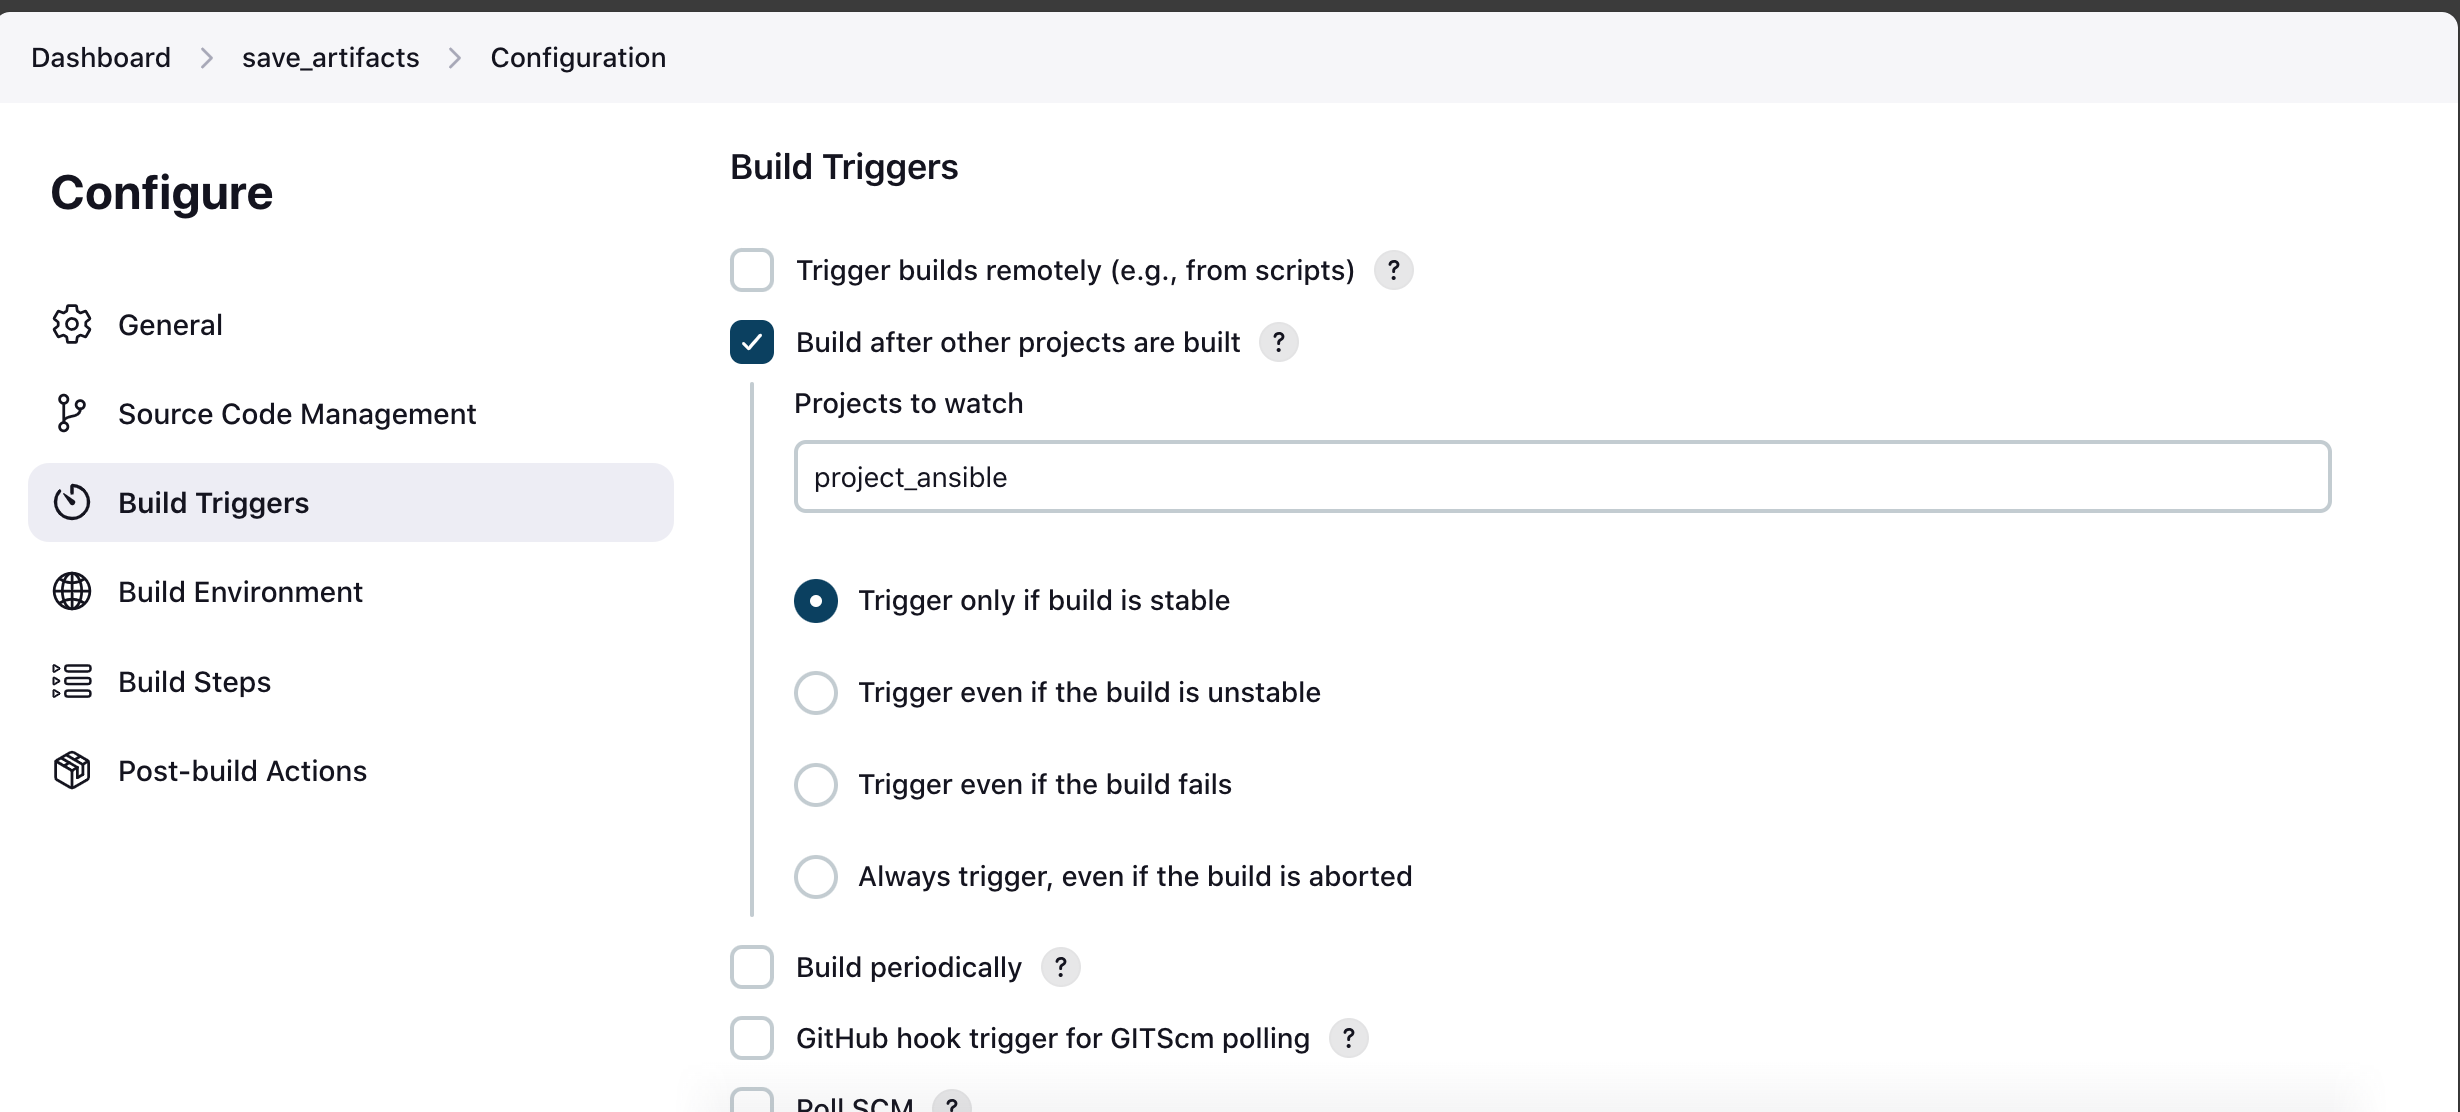 Dashboard > save_artifacts > Configuration
Configure
General
Source Code Management
Build Triggers
Build Environment
Build Steps
Post-build Actions
Build Triggers
Trigger builds remotely (e.g., from scripts) ?
Build after other projects are built ?
Projects to watch
project_ansible
Trigger only if build is stable
Trigger even if the build is unstable
Trigger even if the build fails
Always trigger, even if the build is aborted
Build periodically ?
GitHub hook trigger for GITScm polling ?
Poll SCM ?